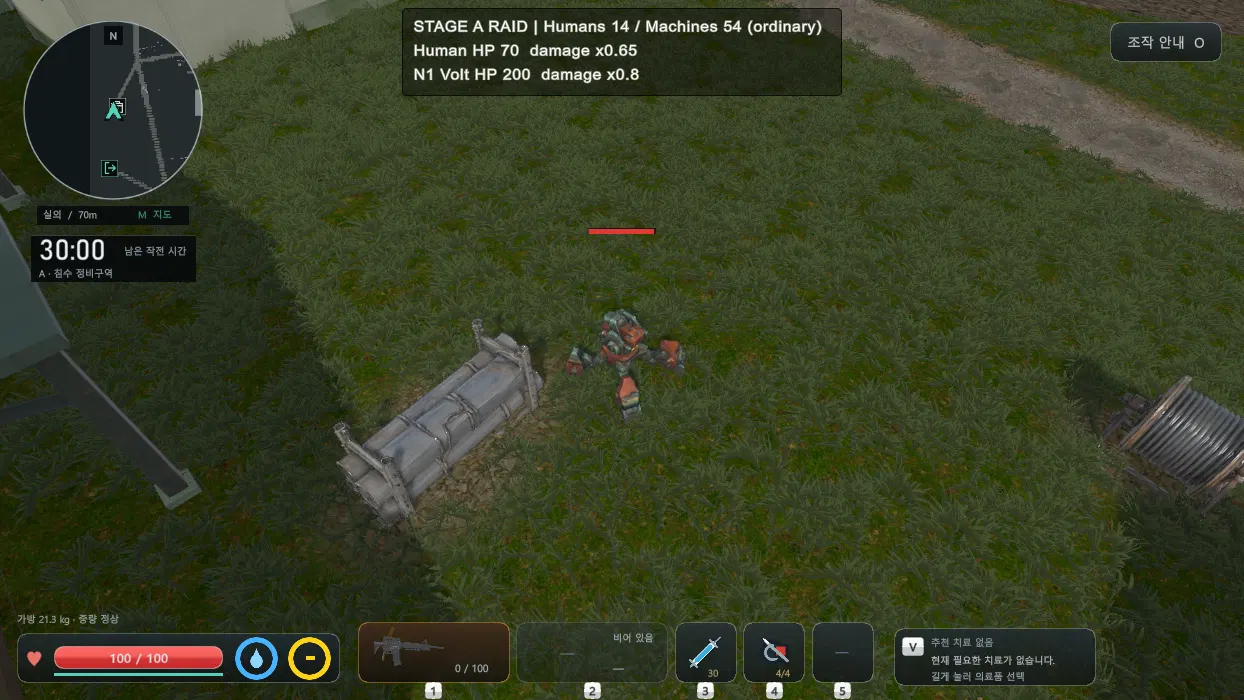 STAGE A RAID | Humans 14 / Machines 54 (ordinary)
Human HP 70 damage x0.65
N1 Volt HP 200 damage x0.8
조작 안내 O
N
실의 / 70m M 지도
30:00 남은 작전 시간
A · 침수 정비구역
가방 21.3 kg · 중량 정상
100 / 100
0 / 100
비어 있음
30
4/4
V 추천 치료 없음
현재 필요한 치료가 없습니다.
길게 눌러 의료품 선택
1 2 3 4 5